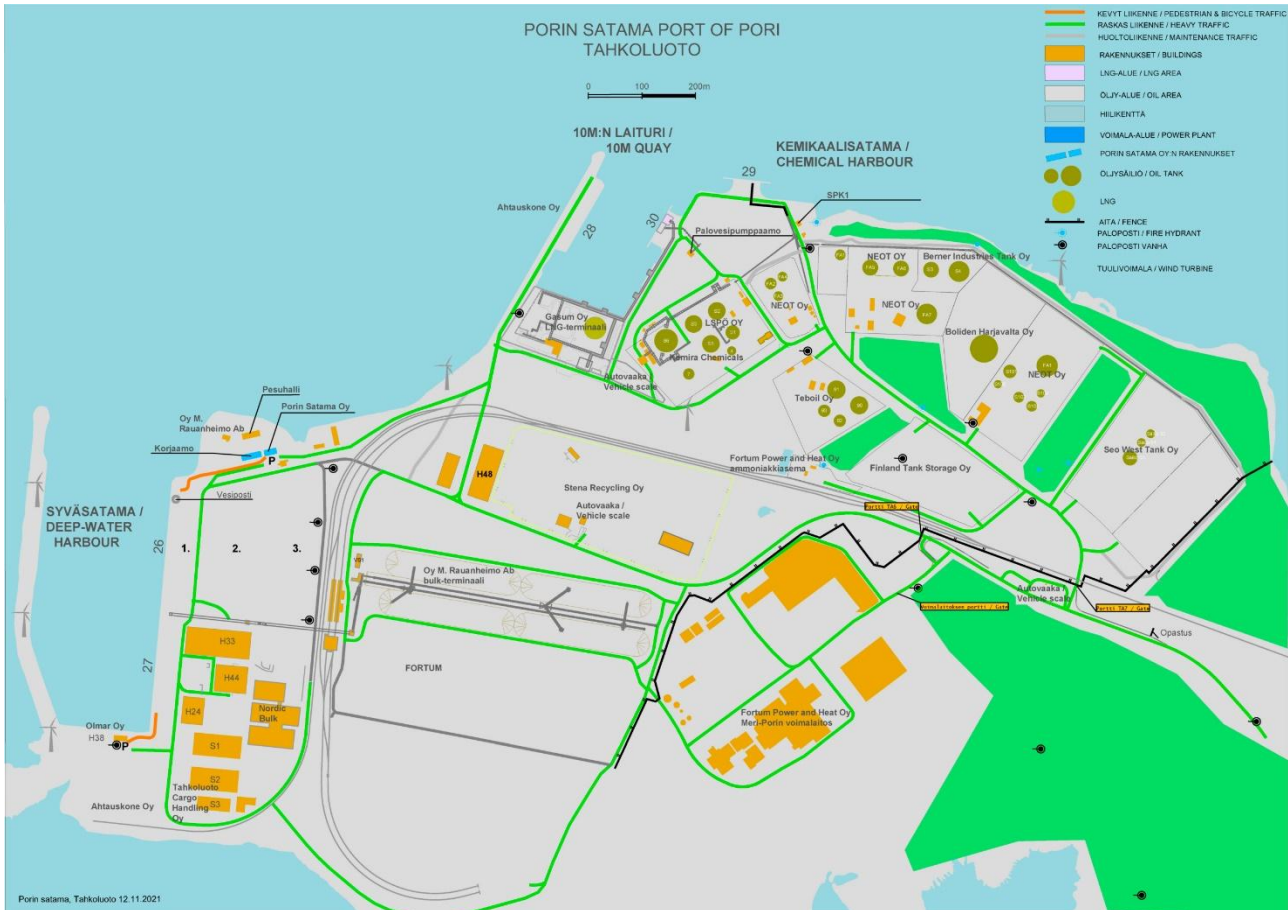 PORIN SATAMA PORT OF PORI
TAHKOLUOTO
0 100 200m
KEVYT LIIKENNE / PEDESTRIAN & BICYCLE TRAFFIC
RASKAS LIIKENNE / HEAVY TRAFFIC
HUOLTOLIIKENNE / MAINTENANCE TRAFFIC
RAKENNUKSET / BUILDINGS
LNG-ALUE / LNG AREA
ÖLJY-ALUE / OIL AREA
HIILIKENTTÄ
VOIMALA-ALUE / POWER PLANT
PORIN SATAMA OY:N RAKENNUKSET
ÖLJYSÄILIÖ / OIL TANK
LNG
AITA / FENCE
PALOPOSTI / FIRE HYDRANT
PALOPOSTI VANHA
TUULIVOIMALA / WIND TURBINE
10M:N LAITURI /
10M QUAY
KEMIKAALISATAMA /
CHEMICAL HARBOUR
29
SPK1
Ahtauskone Oy
28
30
Palovesipumppaamo
NEOT OY
Berner Industries Tank Oy
NEOT Oy
NEOT Oy
Gasum Oy
LNG-terminaali
LSPO OY
Kemira Chemicals
Boliden Harjavalta Oy
NEOT Oy
Autovaaka /
Vehicle scale
Teboil Oy
Pesuhalli
Porin Satama Oy
Oy M.
Rauanheimo Ab
Korjaamo
P
Vesiposti
H48
Stena Recycling Oy
Autovaaka /
Vehicle scale
Fortum Power and Heat Oy
ammoniakkiasema
Finland Tank Storage Oy
Seo West Tank Oy
Portti TA6 / Gate
SYVÄSATAMA /
DEEP-WATER
HARBOUR
26
1.
2.
3.
Oy M. Rauanheimo Ab
bulk-terminaali
Autovaaka /
Vehicle scale
Portti TA7 / Gate
Voimalaitoksen portti / Gate
Opastus
27
H33
H44
H24
Nordic
Bulk
FORTUM
Fortum Power and Heat Oy
Meri-Porin voimalaitos
Olmar Oy
H38
P
S1
S2
S3
Tahkoluoto
Cargo
Handling
Oy
Ahtauskone Oy
Porin satama, Tahkoluoto 12.11.2021